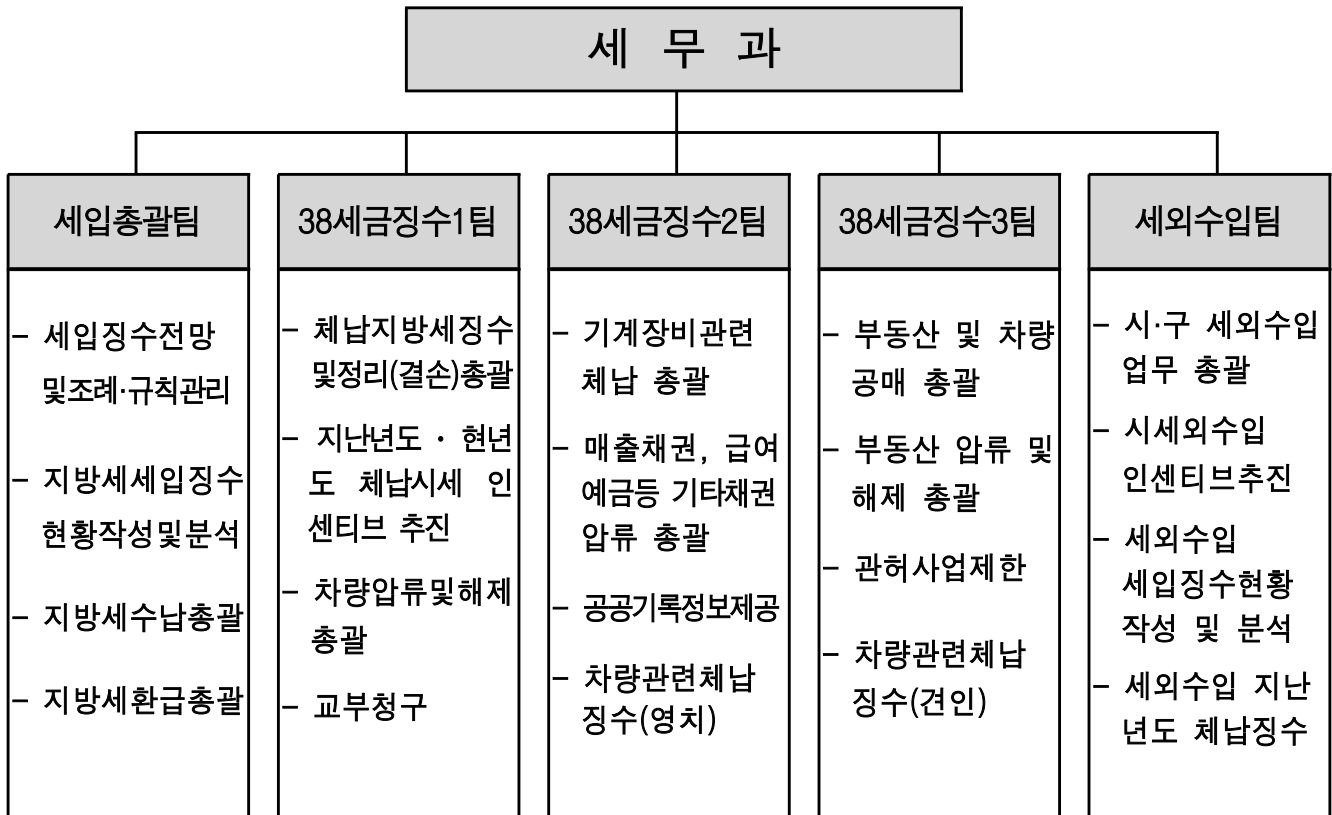 세 무 과
세입총괄팀
- 세입징수전망
및조례·규칙관리
- 지방세세입징수
현황작성및분석
- 지방세수납총괄
- 지방세환급총괄
38세금징수1팀
- 체납지방세징수
및정리(결손)총괄
- 지난년도 · 현년
도 체납시세 인
센티브 추진
- 차량압류및해제
총괄
- 교부청구
38세금징수2팀
- 기계장비관련
체납 총괄
- 매출채권, 급여
예금등 기타채권
압류 총괄
- 공공기록정보제공
- 차량관련체납
징수(영치)
38세금징수3팀
- 부동산 및 차량
공매 총괄
- 부동산 압류 및
해제 총괄
- 관허사업제한
- 차량관련체납
징수(견인)
세외수입팀
- 시·구 세외수입
업무 총괄
- 시세외수입
인센티브추진
- 세외수입
세입징수현황
작성 및 분석
- 세외수입 지난
년도 체납징수